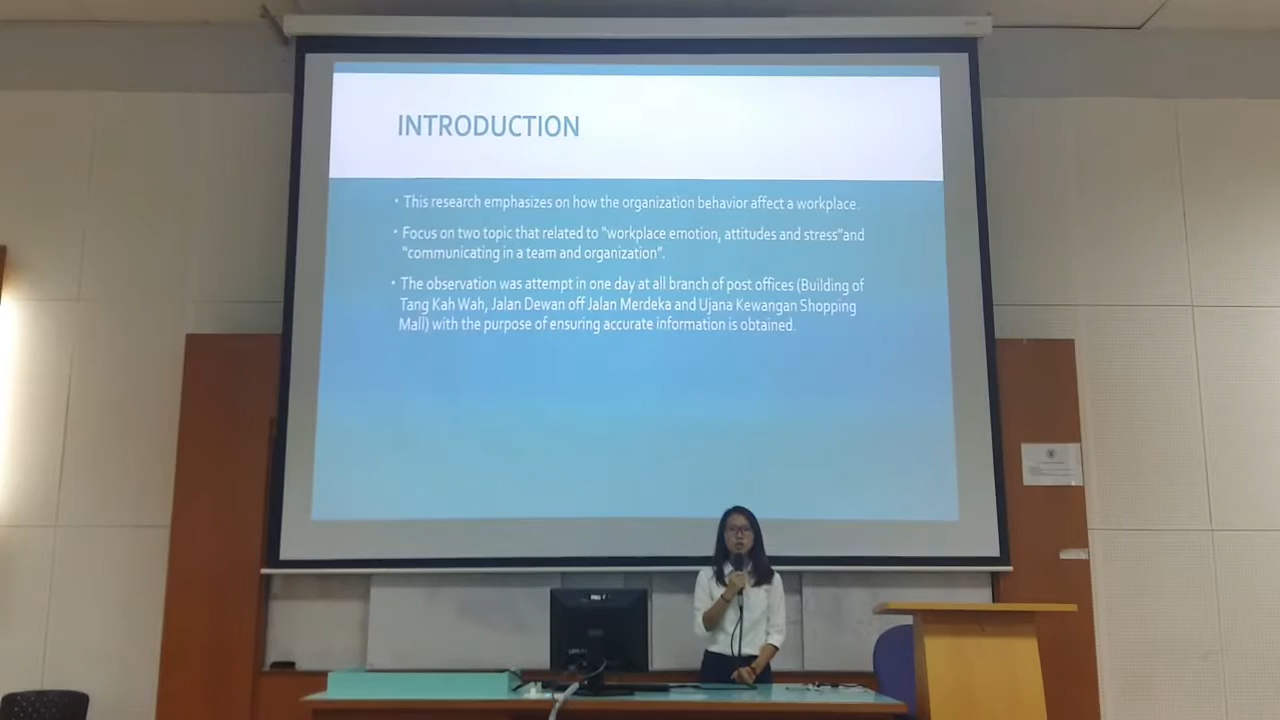 INTRODUCTION
• This research emphasizes on how the organization behavior affect a workplace.
• Focus on two topic that related to "workplace emotion, attitudes and stress"and
"communicating in a team and organization".
• The observation was attempt in one day at all branch of post offices (Building of
Tang Kah Wah, Jalan Dewan off Jalan Merdeka and Ujana Kewangan Shopping
Mall) with the purpose of ensuring accurate information is obtained.